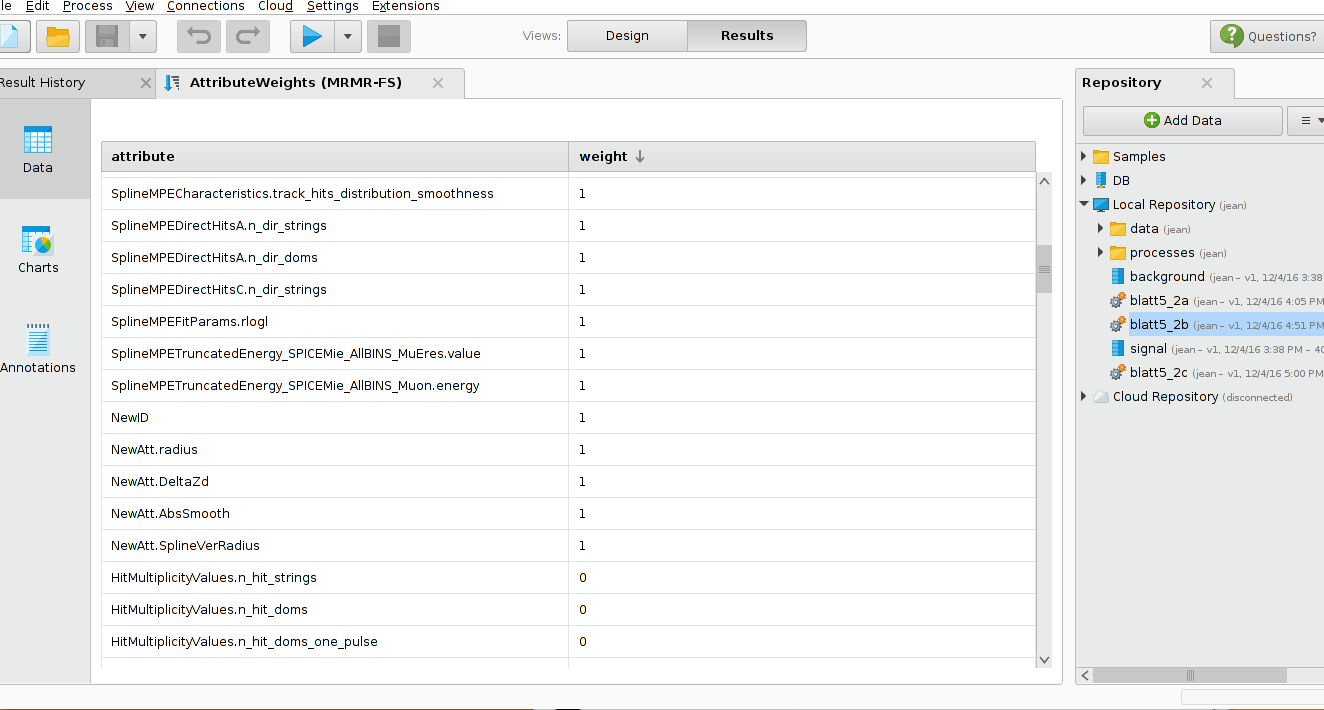 le Edit Process View Connections Cloud Settings Extensions
Views: Design Results Questions?
Result History AttributeWeights (MRMR-FS) Repository
Add Data
Data
Charts
Annotations
attribute weight
SplineMPECharacteristics.track_hits_distribution_smoothness 1
SplineMPEDirectHitsA.n_dir_strings 1
SplineMPEDirectHitsA.n_dir_doms 1
SplineMPEDirectHitsC.n_dir_strings 1
SplineMPEFitParams.rlogl 1
SplineMPETruncatedEnergy_SPICEMie_AllBINS_MuEres.value 1
SplineMPETruncatedEnergy_SPICEMie_AllBINS_Muon.energy 1
NewID 1
NewAtt.radius 1
NewAtt.DeltaZd 1
NewAtt.AbsSmooth 1
NewAtt.SplineVerRadius 1
HitMultiplicityValues.n_hit_strings 0
HitMultiplicityValues.n_hit_doms 0
HitMultiplicityValues.n_hit_doms_one_pulse 0
Samples
DB
Local Repository (jean)
data (jean)
processes (jean)
background (jean – v1, 12/4/16 3:38
blatt5_2a (jean – v1, 12/4/16 4:05 PM
blatt5_2b (jean – v1, 12/4/16 4:51 PM
signal (jean – v1, 12/4/16 3:38 PM – 40
blatt5_2c (jean – v1, 12/4/16 5:00 PM
Cloud Repository (disconnected)